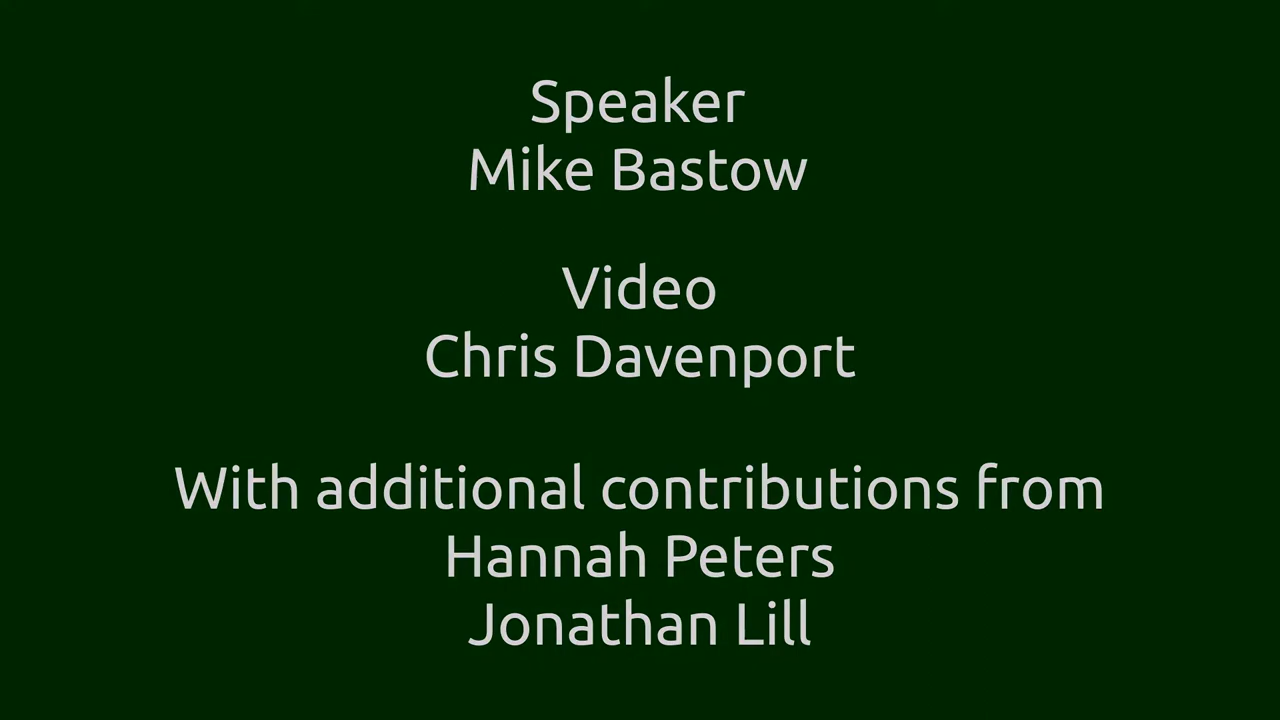 Speaker
Mike Bastow
Video
Chris Davenport
With additional contributions from
Hannah Peters
Jonathan Lill